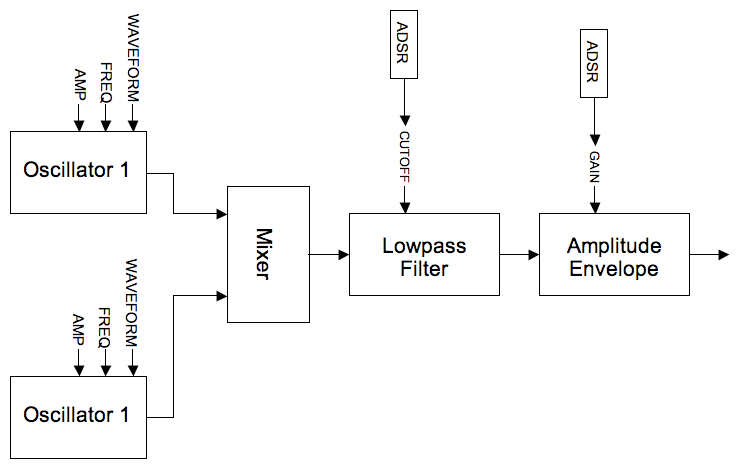 AMP
FREQ
WAVEFORM
Oscillator 1
AMP
FREQ
WAVEFORM
Oscillator 1
Mixer
ADSR
CUTOFF
Lowpass
Filter
ADSR
GAIN
Amplitude
Envelope